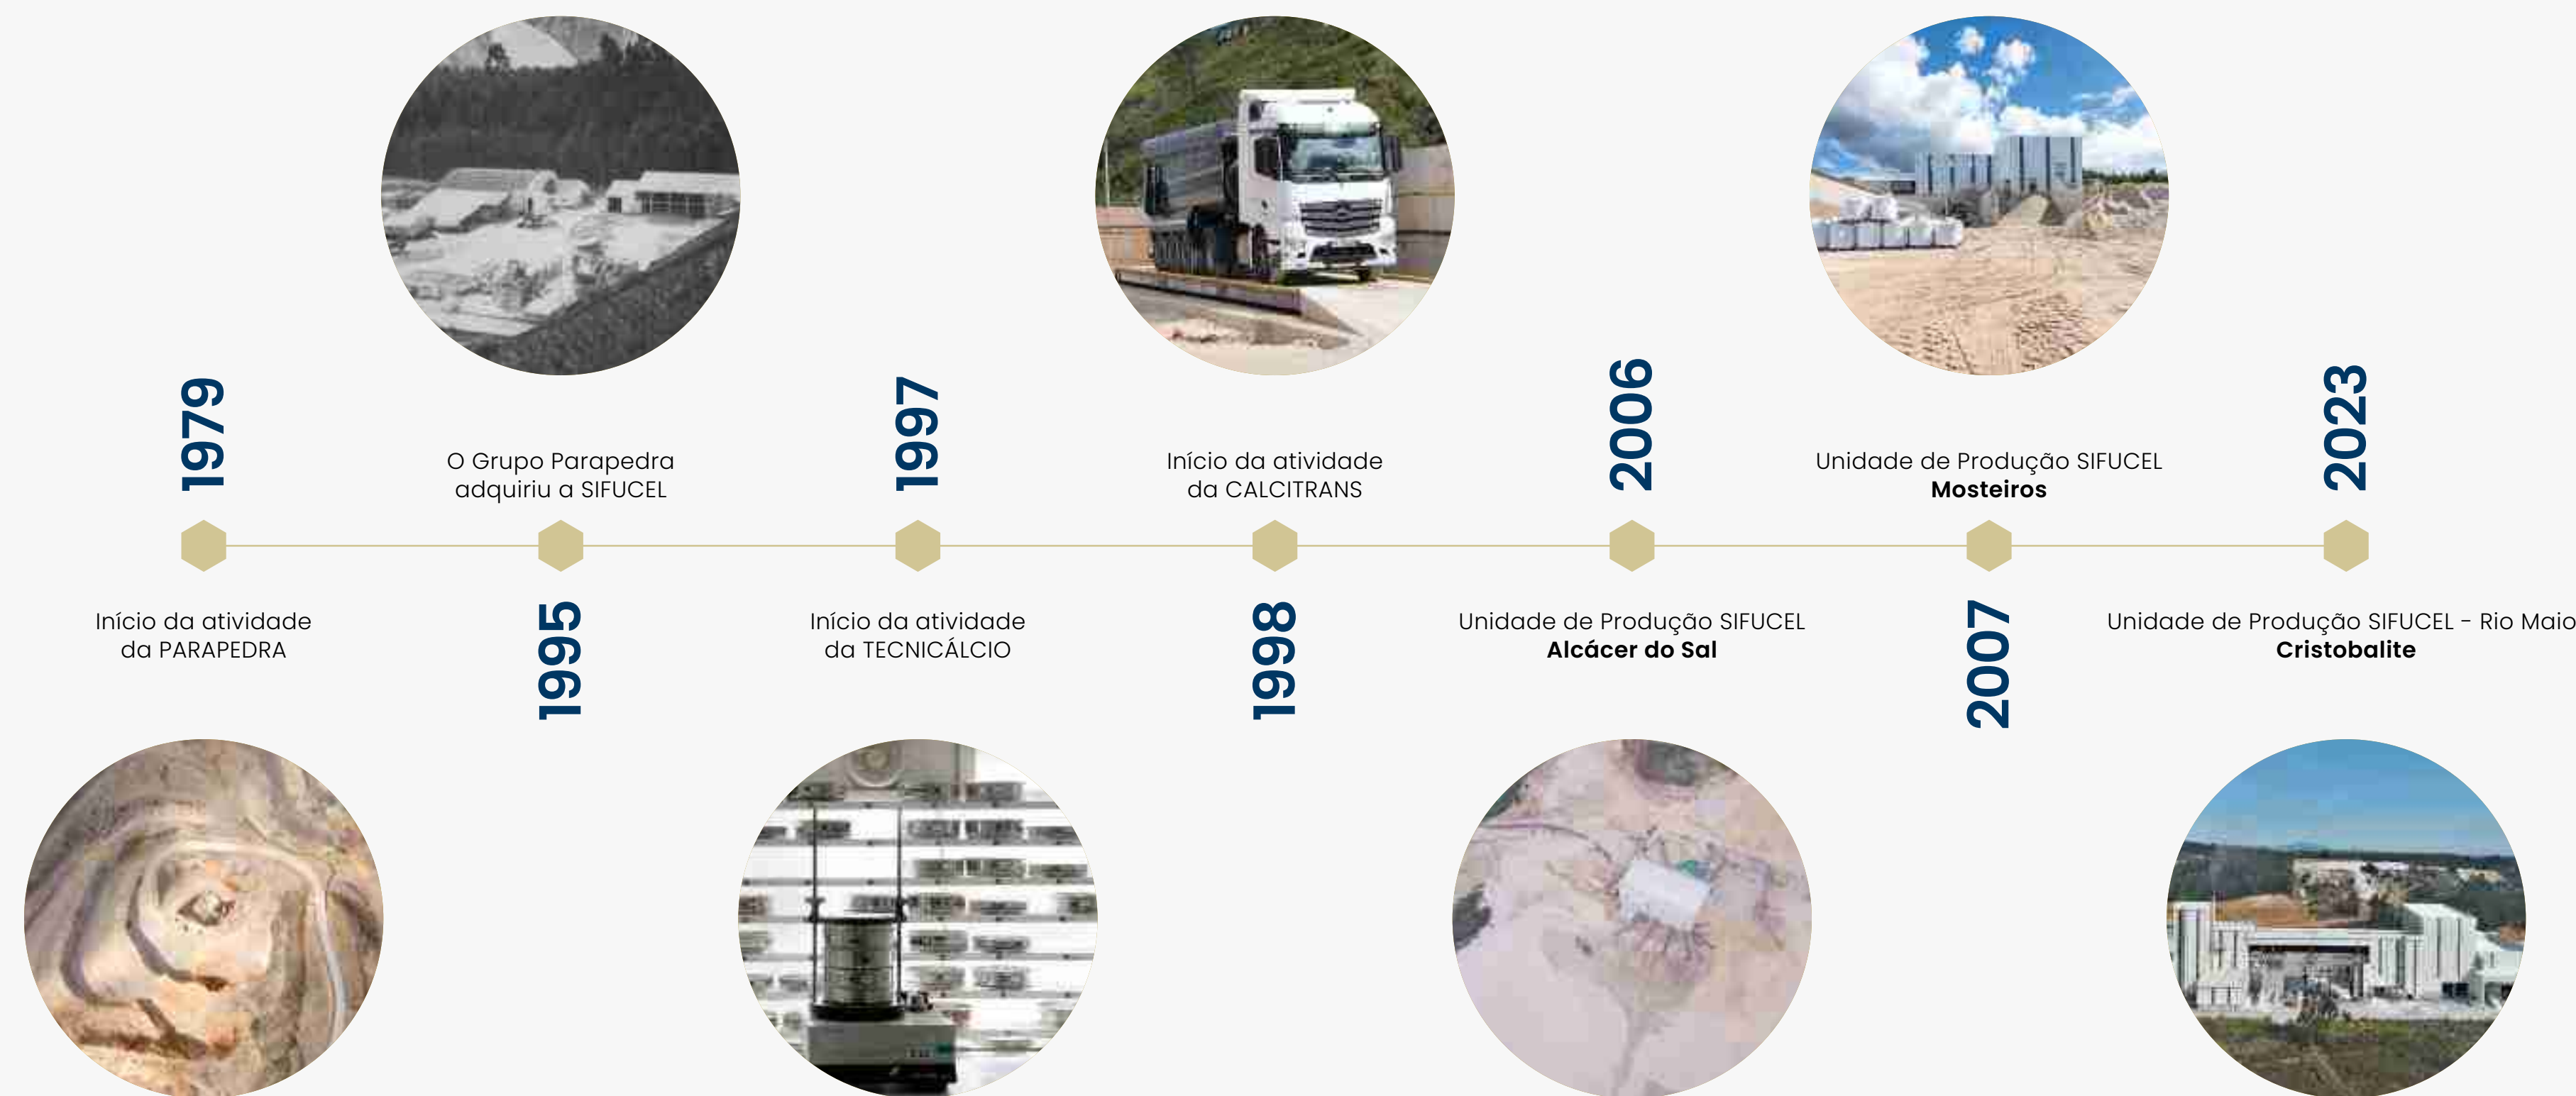 1979
Início da atividade
da PARAPEDRA
O Grupo Parapedra
adquiriu a SIFUCEL
1995
1997
Início da atividade
da TECNICÁLCIO
Início da atividade
da CALCITRANS
1998
2006
Unidade de Produção SIFUCEL
Alcácer do Sal
Unidade de Produção SIFUCEL
Mosteiros
2007
2023
Unidade de Produção SIFUCEL - Rio Maio
Cristobalite